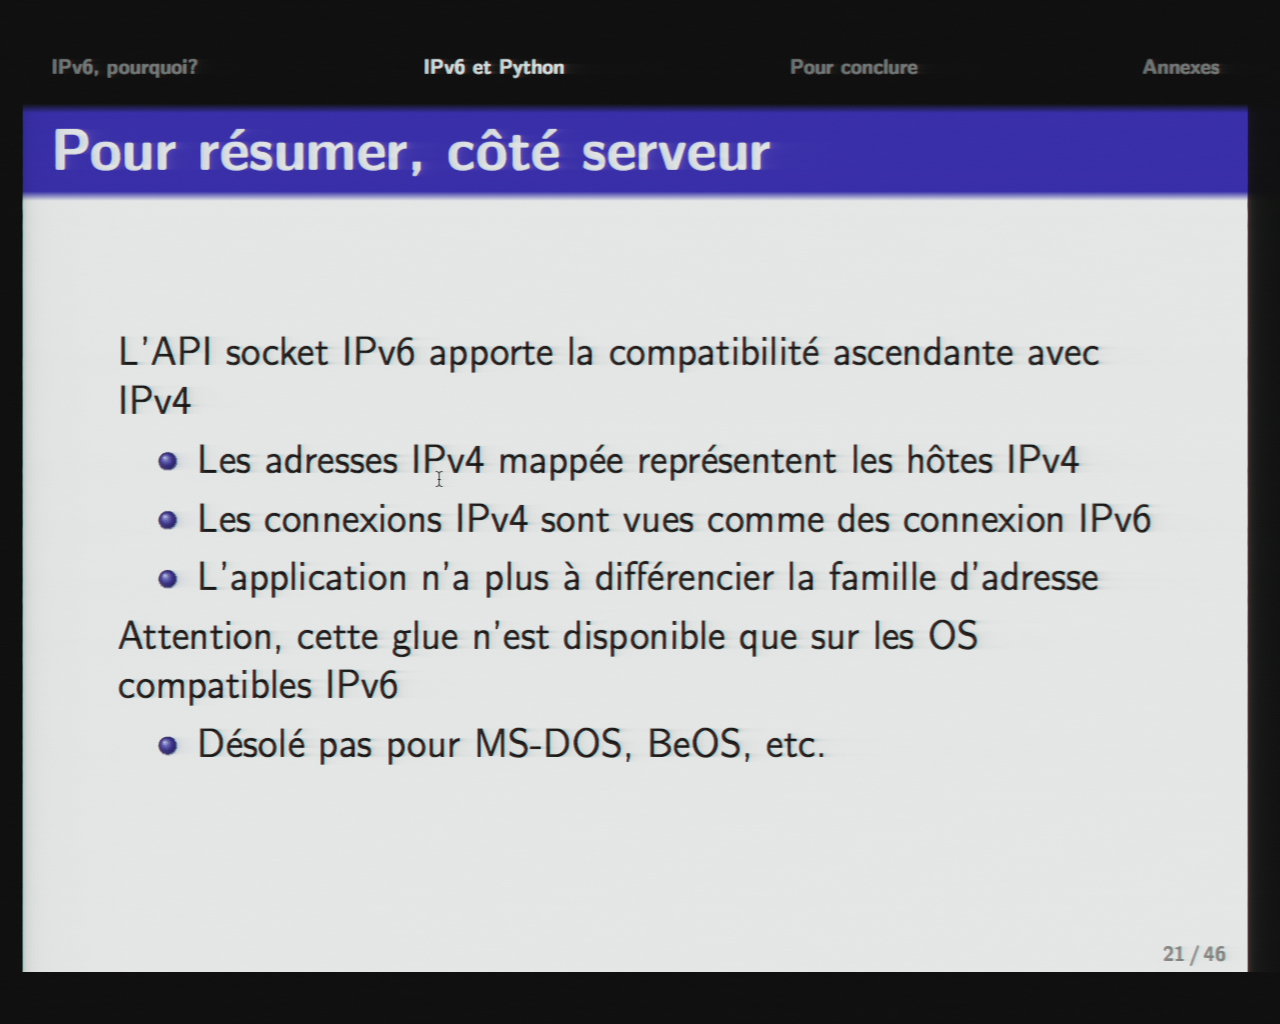 IPv6, pourquoi?
IPv6 et Python
Pour conclure
Annexes
Pour résumer, côté serveur
L'API socket IPv6 apporte la compatibilité ascendante avec
IPv4
Les adresses IPv4 mappée représentent les hôtes IPv4
Les connexions IPv4 sont vues comme des connexion IPv6
L'application n'a plus à différencier la famille d'adresse
Attention, cette glue n'est disponible que sur les OS
compatibles IPv6
Désolé pas pour MS-DOS, BeOS, etc.
21 / 46